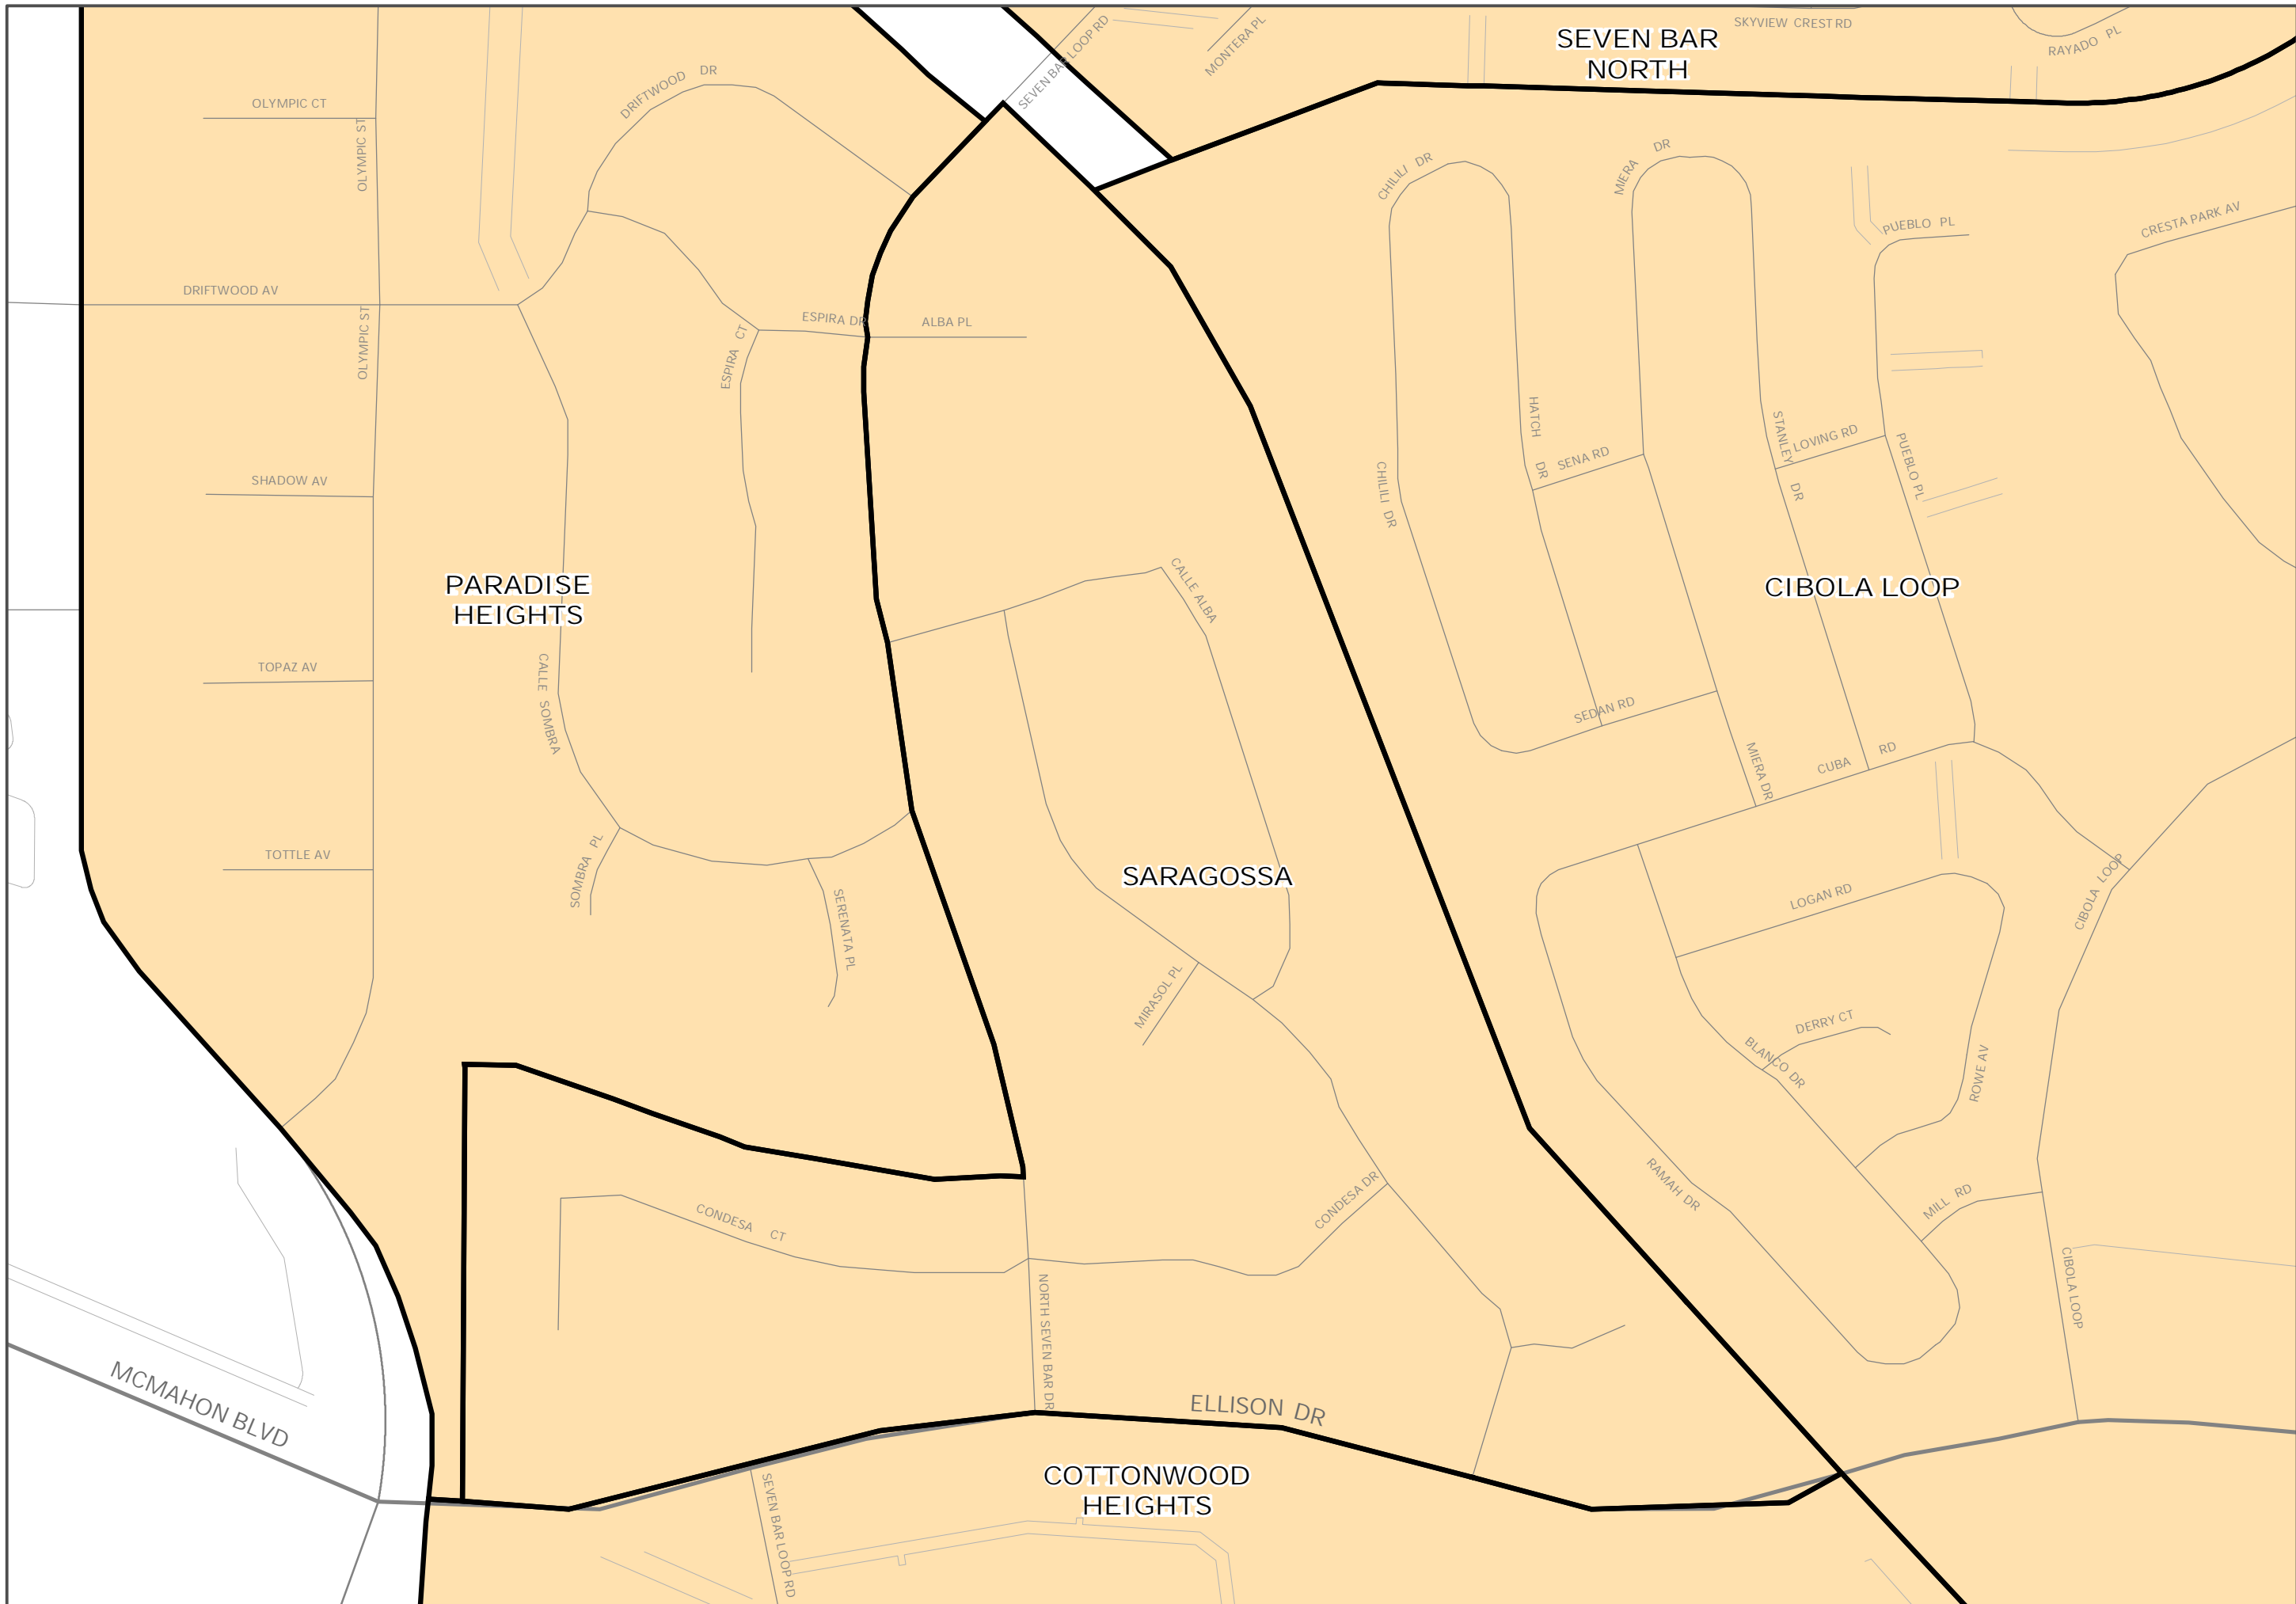 SKYVIEW CREST RD
SEVEN BAR
NORTH
RAYADO PL
SEVEN BAR LOOP RD
MONTERA PL
DRIFTWOOD DR
OLYMPIC CT
OLYMPIC ST
CHILILI DR
MIERA DR
PUEBLO PL
CRESTA PARK AV
DRIFTWOOD AV
OLYMPIC ST
ESPIRA DR
ALBA PL
ESPIRA CT
HATCH DR
STANLEY DR
LOVING RD
SENA RD
PUEBLO PL
CHILILI DR
SHADOW AV
PARADISE
HEIGHTS
CALLE ALBA
CIBOLA LOOP
TOPAZ AV
CALLE SOMBRA
SEDAN RD
MIERA DR
CUBA RD
TOTTLE AV
SOMBRA PL
SERENATA PL
SARAGOSSA
LOGAN RD
CIBOLA LOOP
MIRASOL PL
DERRY CT
BLANCO DR
ROWE AV
RAMAH DR
MILL RD
CONDESA CT
CONDESA DR
CIBOLA LOOP
NORTH SEVEN BAR DR
MCMAHON BLVD
ELLISON DR
COTTONWOOD
HEIGHTS
SEVEN BAR LOOP RD